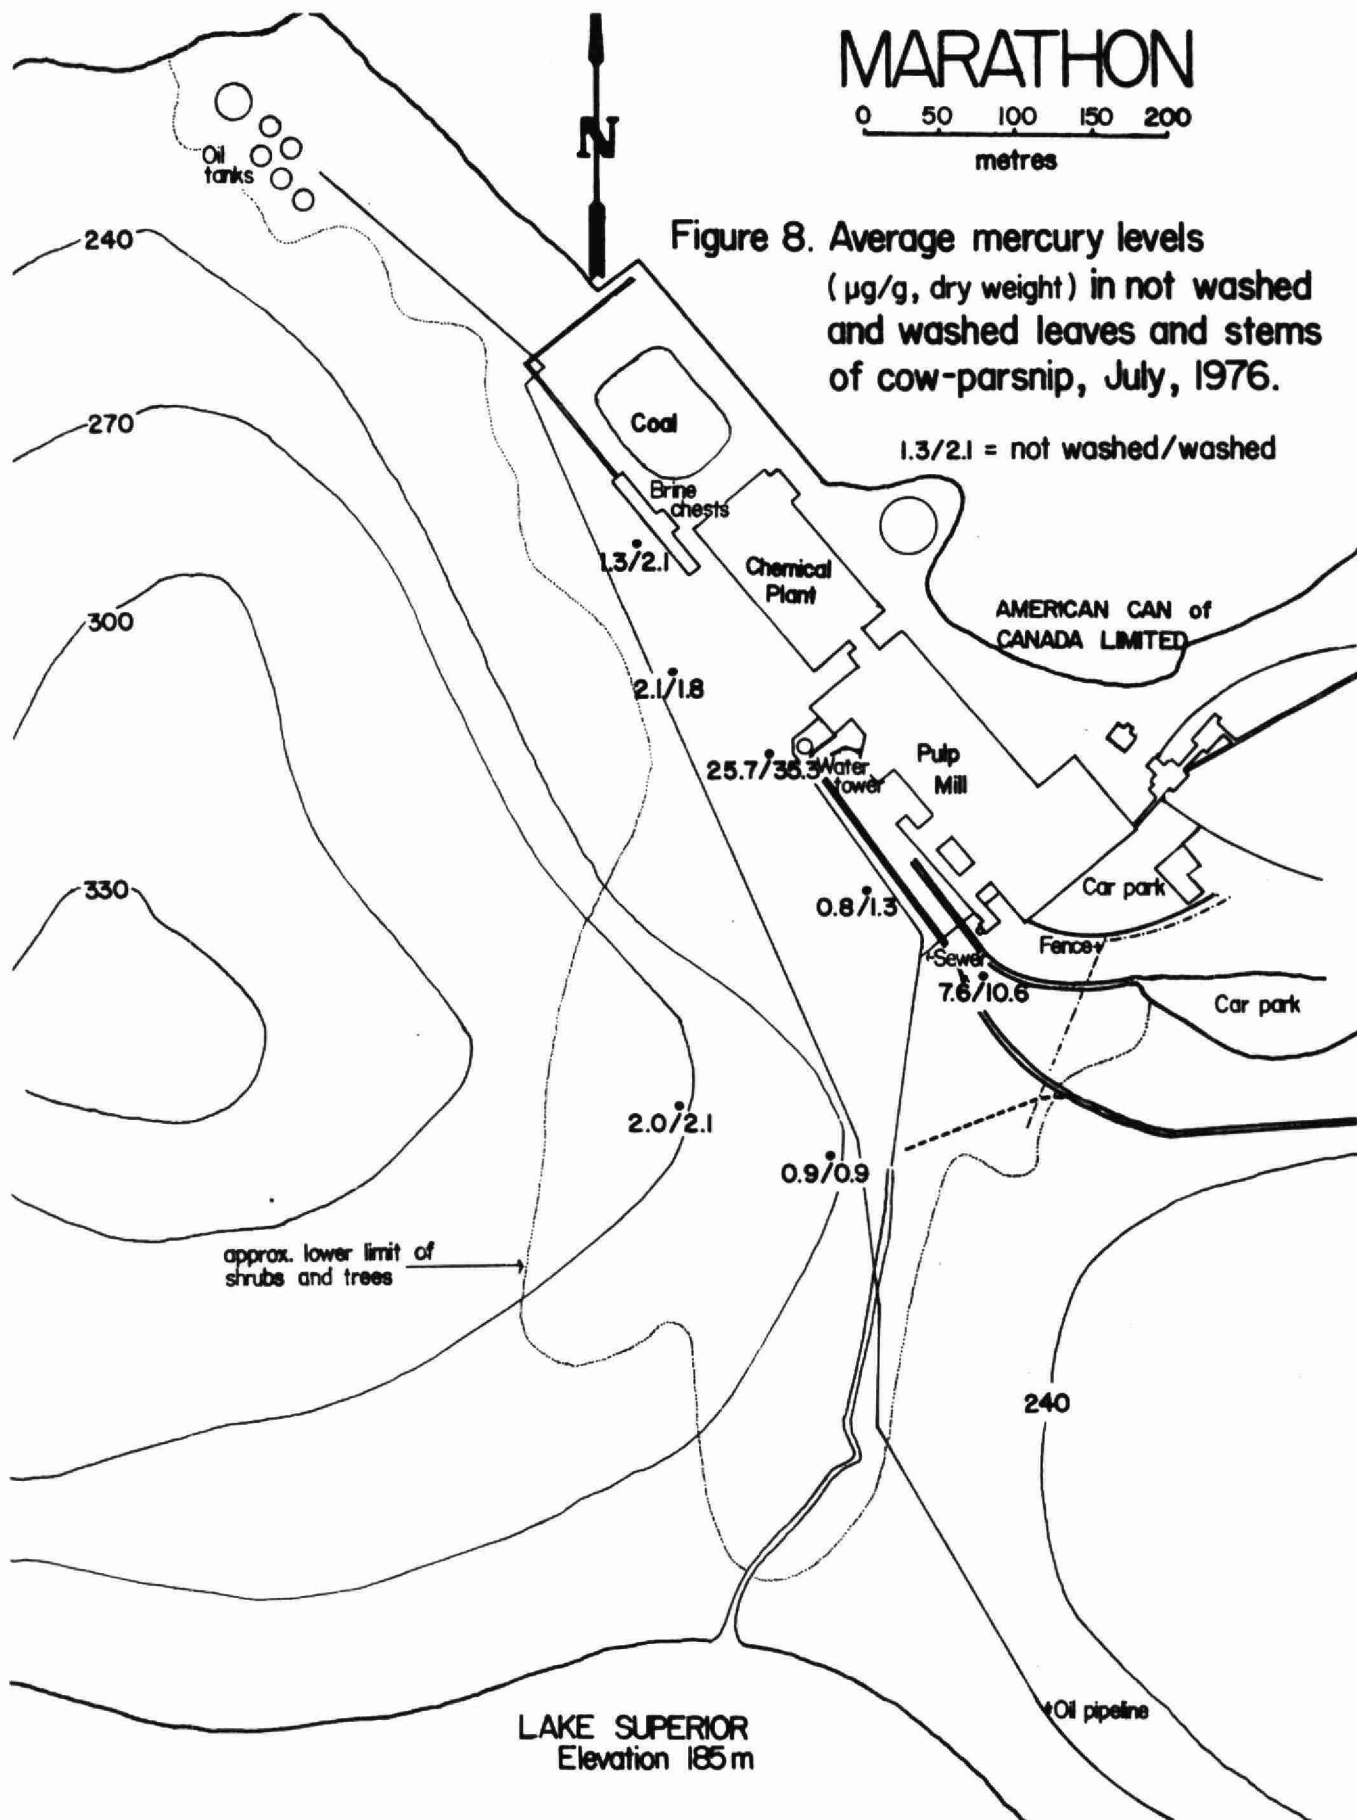 MARATHON
0 50 100 150 200
metres
N
Figure 8. Average mercury levels
(µg/g, dry weight) in not washed
and washed leaves and stems
of cow-parsnip, July, 1976.
1.3/2.1 = not washed/washed
Oil
tanks
240
270
300
330
Coal
Brine
chests
1.3/2.1
Chemical
Plant
AMERICAN CAN of
CANADA LIMITED
2.1/1.8
25.7/35.3
Water
tower
Pulp
Mill
0.8/1.3
Car park
Fence
Sewer
7.6/10.6
Car park
2.0/2.1
0.9/0.9
approx. lower limit of
shrubs and trees
240
Oil pipeline
LAKE SUPERIOR
Elevation 185m